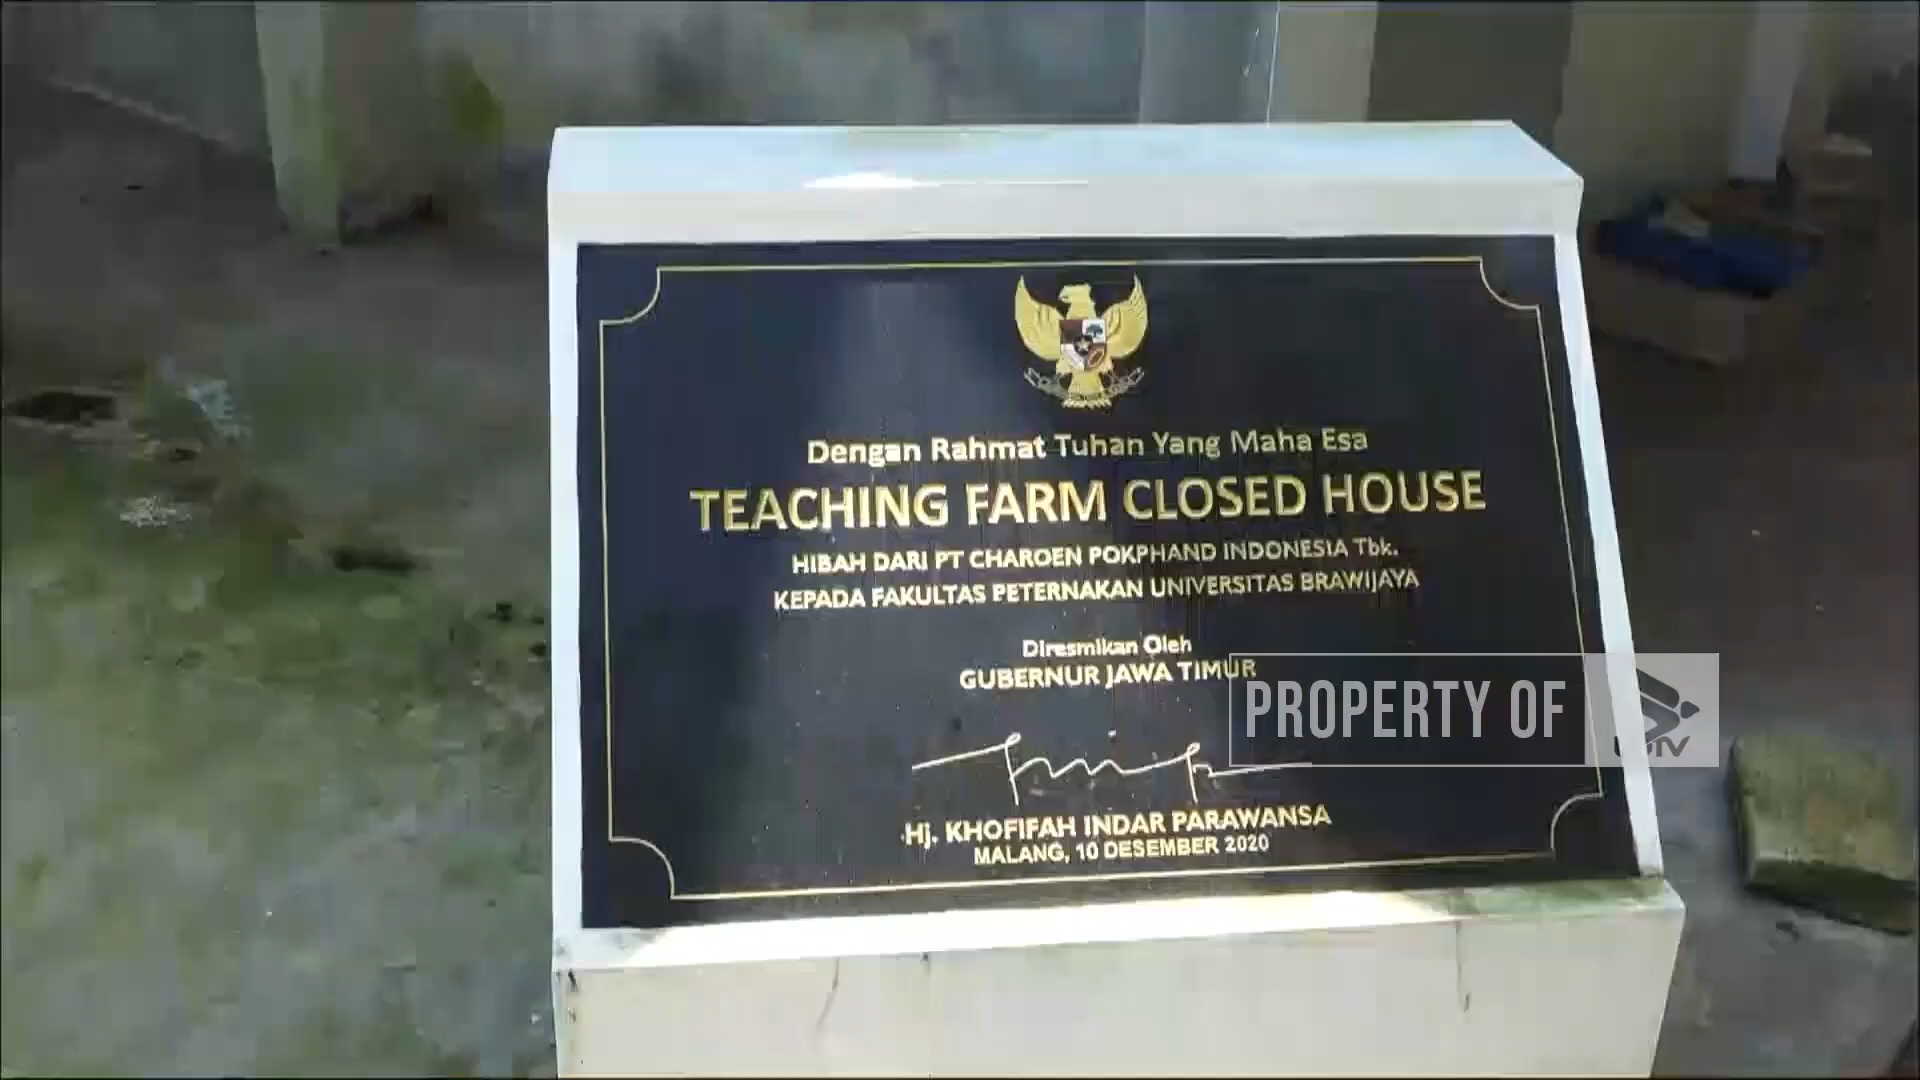 Dengan Rahmat Tuhan Yang Maha Esa
TEACHING FARM CLOSED HOUSE
HIBAH DARI PT CHAROEN POKPHAND INDONESIA Tbk.
KEPADA FAKULTAS PETERNAKAN UNIVERSITAS BRAWIJAYA
Diresmikan Oleh
GUBERNUR JAWA TIMUR
PROPERTY OF
Hj. KHOFIFAH INDAR PARAWANSA
MALANG, 10 DESEMBER 2020